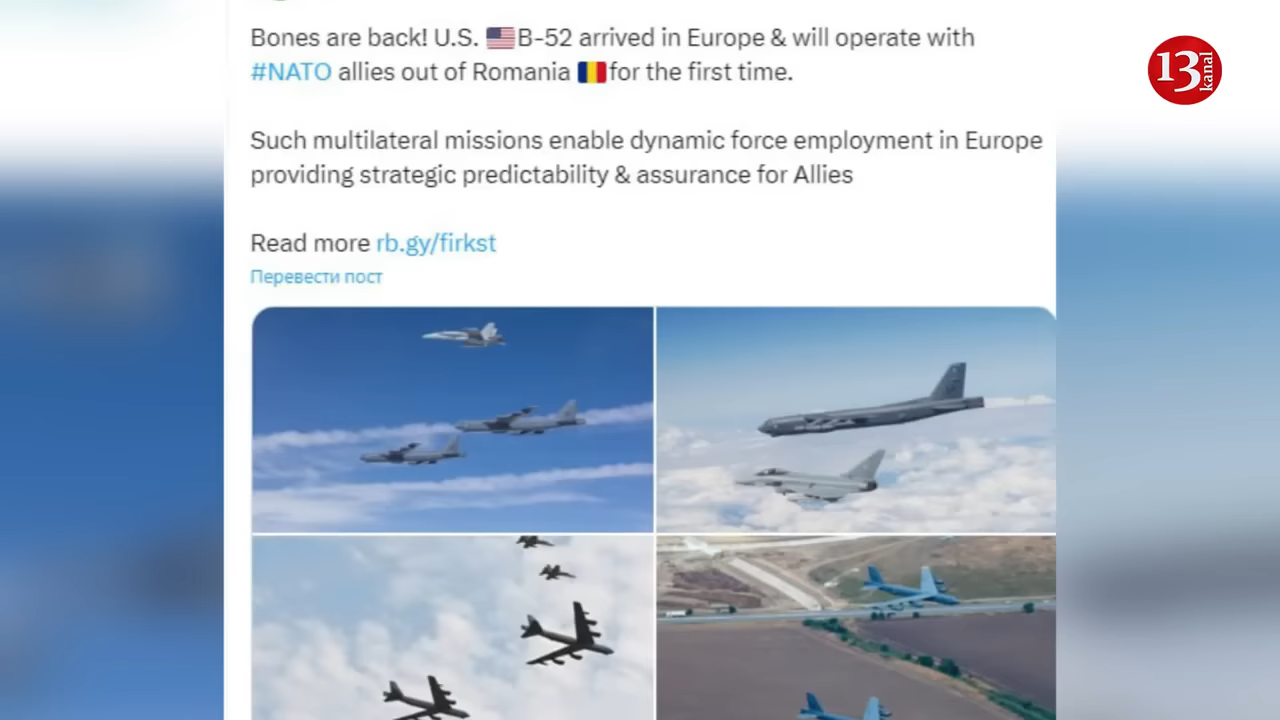 Bones are back! U.S. 🇺🇸B-52 arrived in Europe & will operate with
#NATO allies out of Romania 🇷🇴for the first time.
Such multilateral missions enable dynamic force employment in Europe
providing strategic predictability & assurance for Allies
Read more rb.gy/firkst
Перевести пост
13 kanal